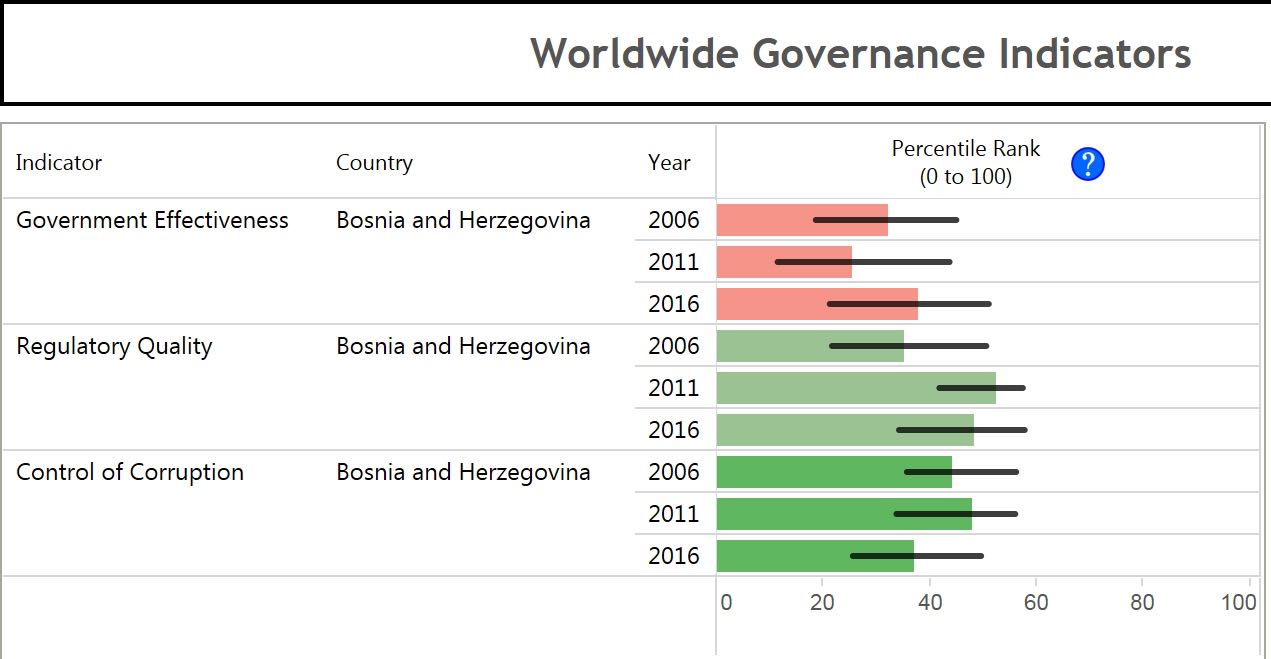 Worldwide Governance Indicators
Indicator Country Year Percentile Rank
(0 to 100) ?
Government Effectiveness Bosnia and Herzegovina 2006
2011
2016
Regulatory Quality Bosnia and Herzegovina 2006
2011
2016
Control of Corruption Bosnia and Herzegovina 2006
2011
2016
0 20 40 60 80 100